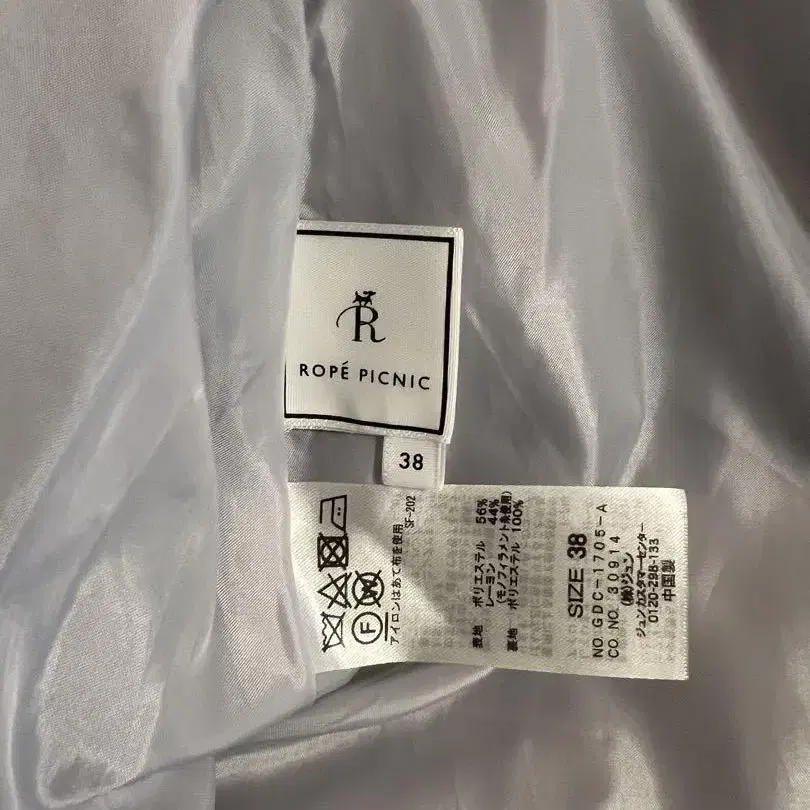 R
ROPÉ PICNIC
38
SIZE 38
NO.GDC-1705-A
CO.NO. 30914
(株)ジュン
ジュンカスタマーセンター
0120-298-133
中国製
表地 ポリエステル 56%
レーヨン 44%
(モノフィラメント糸使用)
裏地 ポリエステル 100%
SF-202
アイロンはあて布を使用
F
W